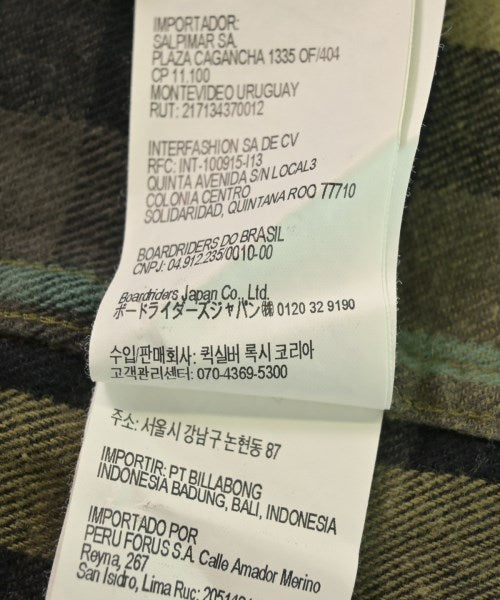 IMPORTADOR:
SALPIMAR SA.
PLAZA CAGANCHA 1335 OF/404
CP 11.100
MONTEVIDEO URUGUAY
RUT: 217134370012
INTERFASHION SA DE CV
RFC: INT-100915-I13
QUINTA AVENIDA S/N LOCAL3
COLONIA CENTRO
SOLIDARIDAD, QUINTANA ROO 77710
BOARDRIDERS DO BRASIL
CNPJ: 04.912.235/0010-00
Boardriders Japan Co., Ltd.
ボードライダーズジャパン㈱ 0120 32 9190
수입/판매회사: 퀵실버 록시 코리아
고객관리센터: 070-4369-5300
주소: 서울시 강남구 논현동 87
IMPORTIR: PT BILLABONG
INDONESIA BADUNG, BALI, INDONESIA
IMPORTADO POR
PERU FORUS S.A. Calle Amador Merino
Reyna, 267
San Isidro, Lima Ruc: